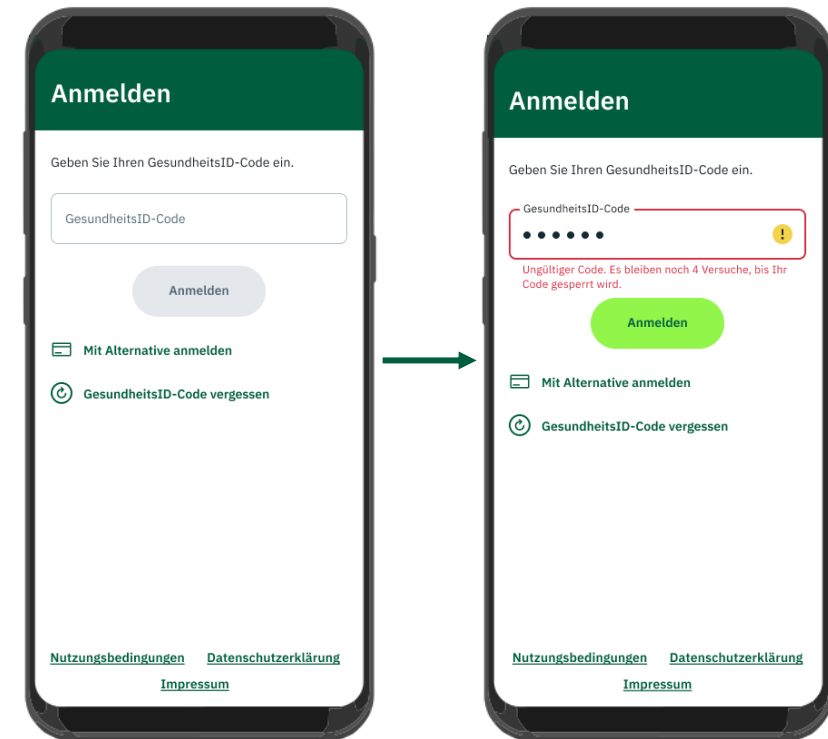 Anmelden
Geben Sie Ihren GesundheitsID-Code ein.
GesundheitsID-Code
Anmelden
Mit Alternative anmelden
GesundheitsID-Code vergessen
Nutzungsbedingungen Datenschutzerklärung
Impressum
Anmelden
Geben Sie Ihren GesundheitsID-Code ein.
GesundheitsID-Code
Ungültiger Code. Es bleiben noch 4 Versuche, bis Ihr
Code gesperrt wird.
Anmelden
Mit Alternative anmelden
GesundheitsID-Code vergessen
Nutzungsbedingungen Datenschutzerklärung
Impressum